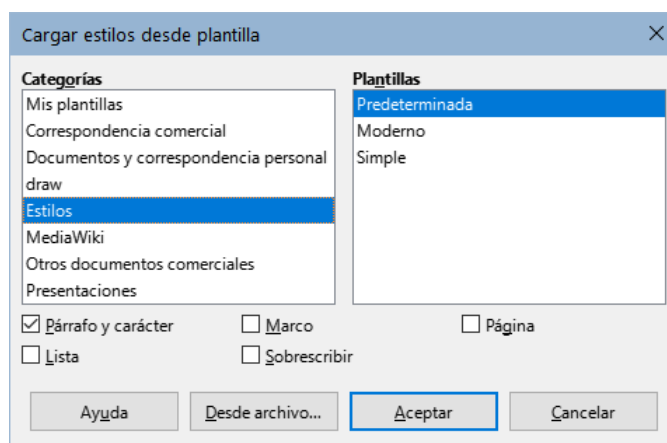 Cargar estilos desde plantilla
Categorías
Mis plantillas
Correspondencia comercial
Documentos y correspondencia personal
draw
Estilos
MediaWiki
Otros documentos comerciales
Presentaciones
Plantillas
Predeterminada
Moderno
Simple
Párrafo y carácter Marco Página
Lista Sobrescribir
Ayuda Desde archivo... Aceptar Cancelar